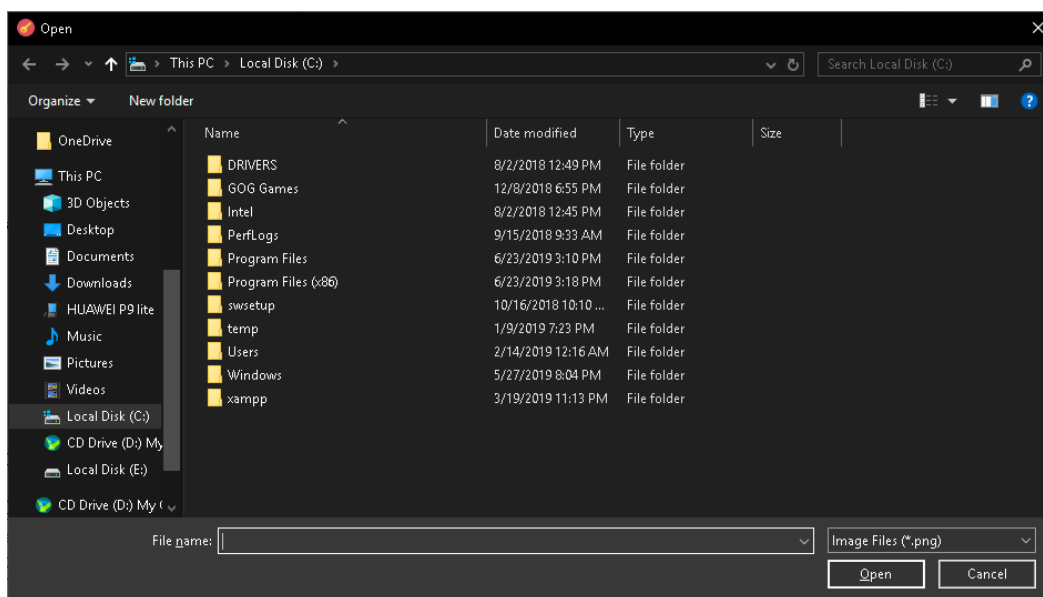 Open
This PC > Local Disk (C:) >
Search Local Disk (C:)
Organize
New folder
OneDrive
This PC
3D Objects
Desktop
Documents
Downloads
HUAWEI P9 lite
Music
Pictures
Videos
Local Disk (C:)
CD Drive (D:) My
Local Disk (E:)
CD Drive (D:) My
Name Date modified Type Size
DRIVERS 8/2/2018 12:49 PM File folder
GOG Games 12/8/2018 6:55 PM File folder
Intel 8/2/2018 12:45 PM File folder
PerfLogs 9/15/2018 9:33 AM File folder
Program Files 6/23/2019 3:10 PM File folder
Program Files (x86) 6/23/2019 3:18 PM File folder
swsetup 10/16/2018 10:10 ... File folder
temp 1/9/2019 7:23 PM File folder
Users 2/14/2019 12:16 AM File folder
Windows 5/27/2019 8:04 PM File folder
xampp 3/19/2019 11:13 PM File folder
File name:
Image Files (*.png)
Open
Cancel